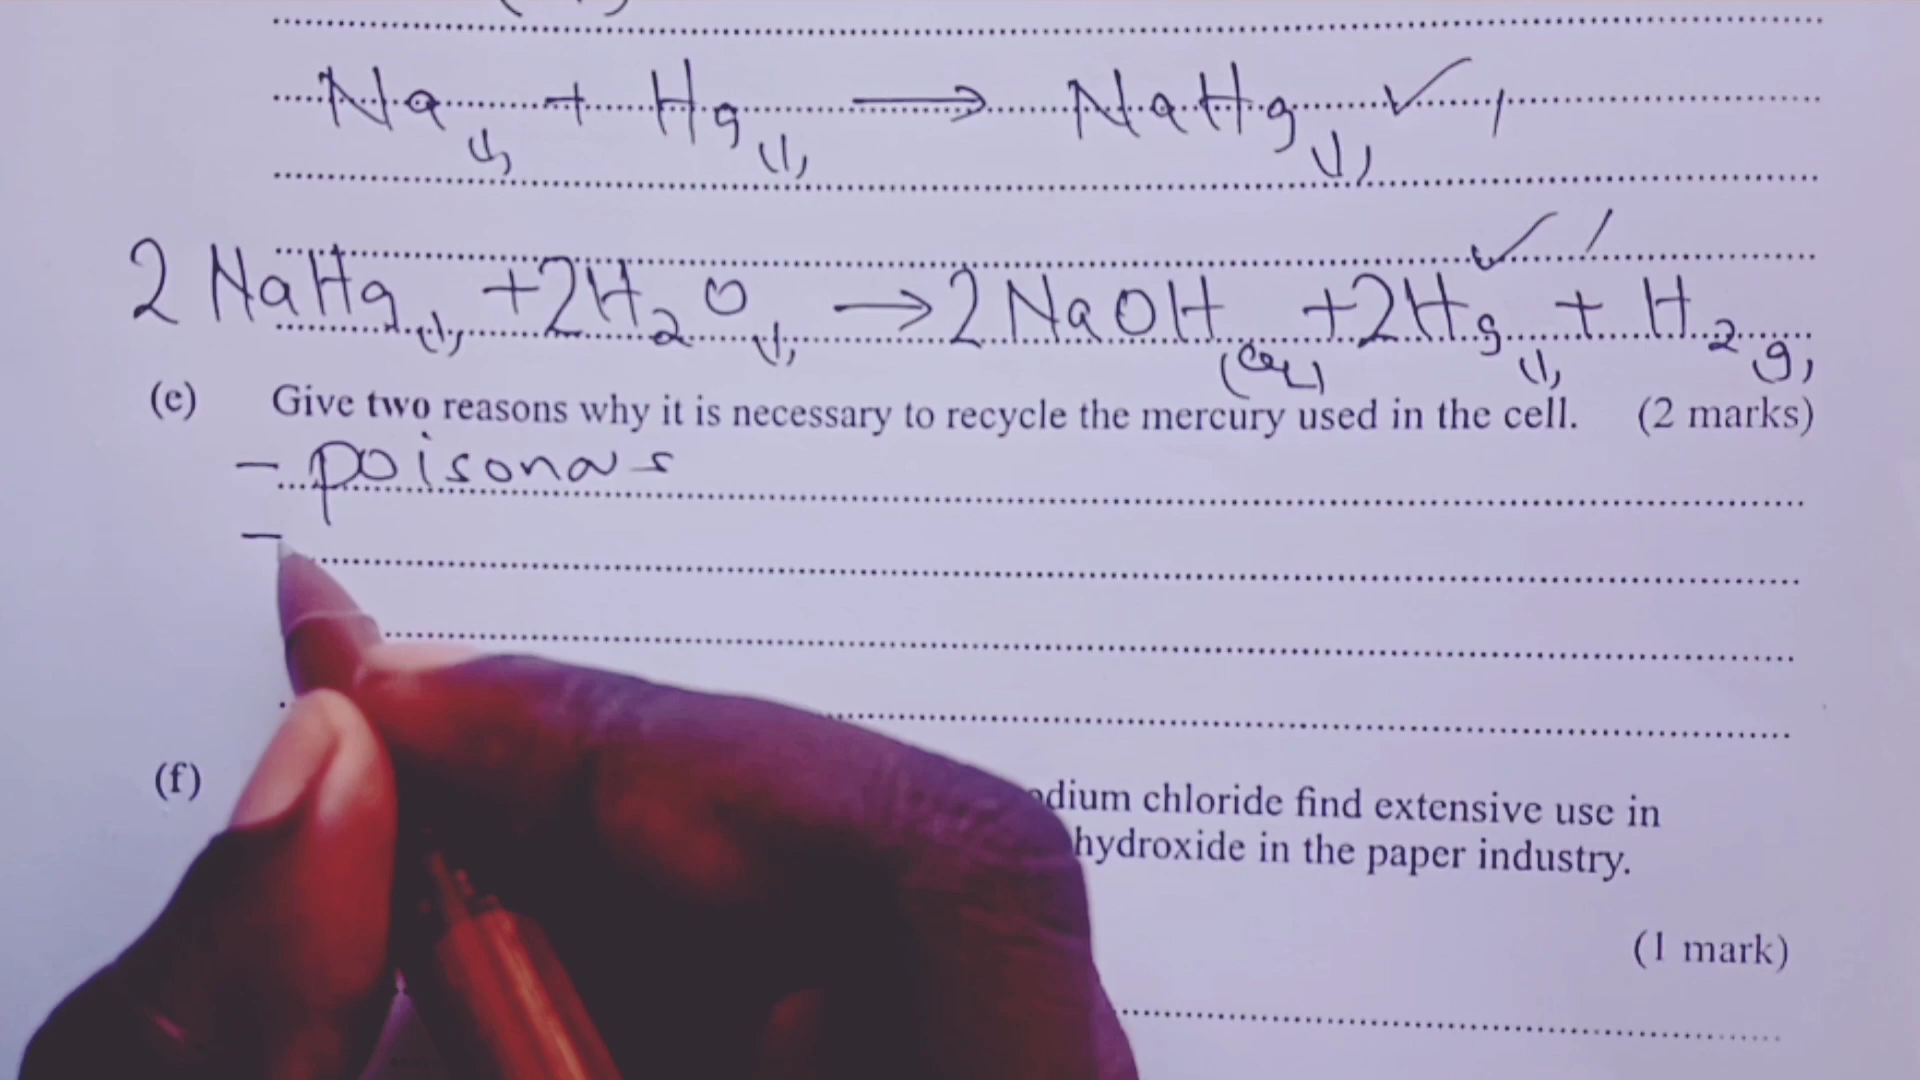 Na(l) + Hg(l) → NaHg(l) ✓ /
2NaHg(l) + 2H₂O(l) → 2NaOH(aq) + 2Hg(l) + H₂(g) ✓ /
(e) Give two reasons why it is necessary to recycle the mercury used in the cell. (2 marks)
- poisonous
-
(f) dium chloride find extensive use in
hydroxide in the paper industry.
(1 mark)